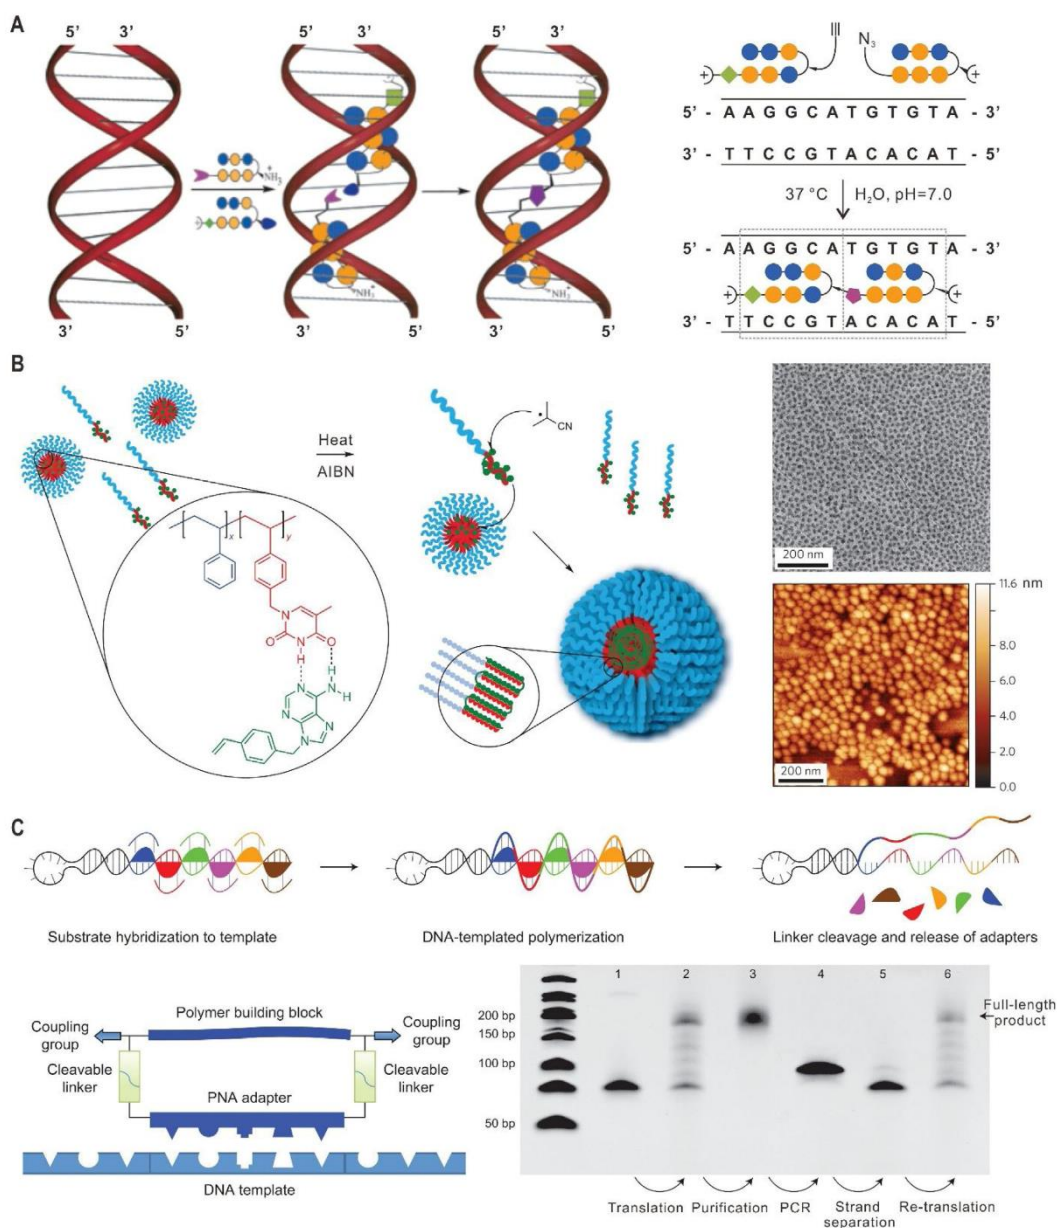 A
5' 3'
5' 3'
5' 3'
+
NH3
+
NH3
+
NH3
3' 5'
3' 5'
3' 5'
N3
+
+
5' - A A G G C A T G T G T A - 3'
3' - T T C C G T A C A C A T - 5'
37 °C H2O, pH=7.0
5' - A A G G C A T G T G T A - 3'
+
+
3' - T T C C G T A C A C A T - 5'
B
Heat
AIBN
CN
x
y
N
O
N
O
H
H
N
N
H
N
N
N
200 nm
11.6 nm
10.0
8.0
6.0
4.0
2.0
0.0
200 nm
C
Substrate hybridization to template
DNA-templated polymerization
Linker cleavage and release of adapters
Polymer building block
Coupling
group
Coupling
group
Cleavable
linker
Cleavable
linker
PNA adapter
DNA template
1 2 3 4 5 6
200 bp
150 bp
100 bp
50 bp
Full-length
product
Translation Purification PCR Strand
separation Re-translation